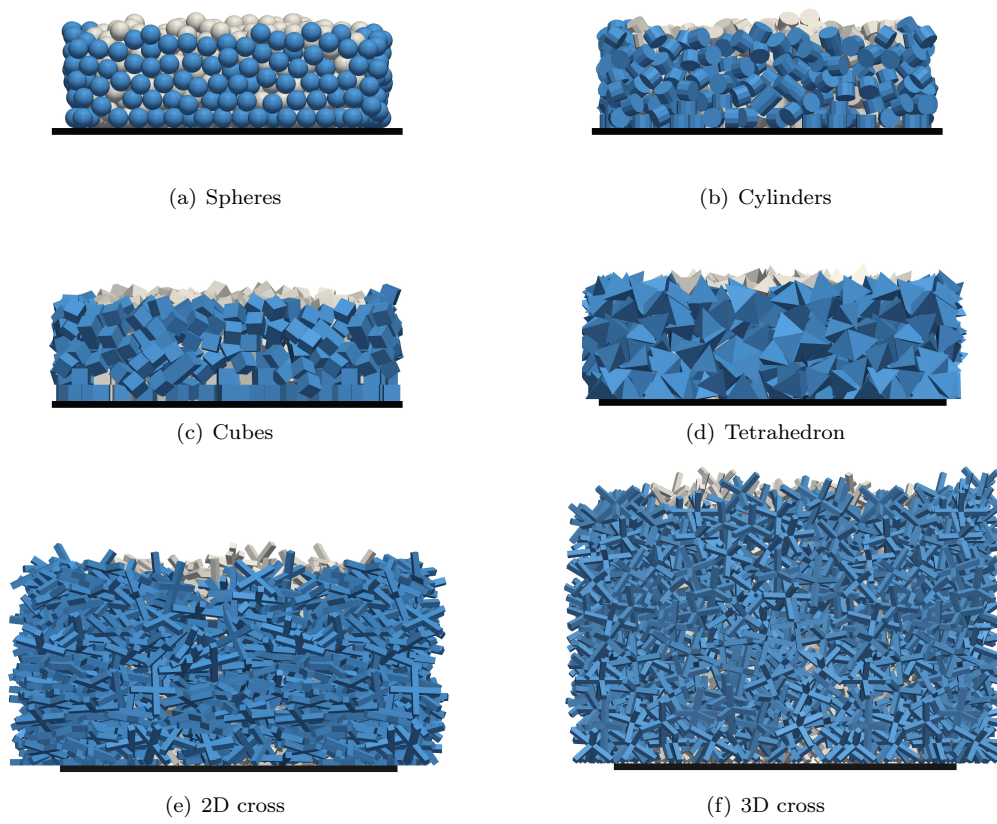 (a) Spheres
(b) Cylinders
(c) Cubes
(d) Tetrahedron
(e) 2D cross
(f) 3D cross